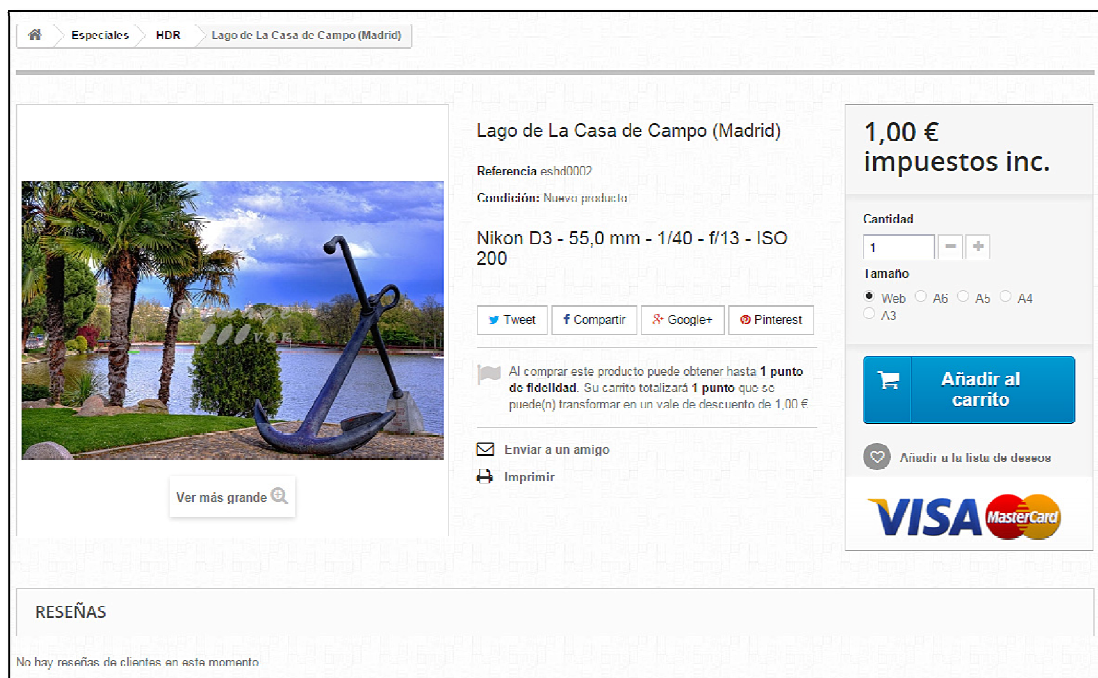 Especiales HDR Lago de La Casa de Campo (Madrid)
Lago de La Casa de Campo (Madrid)
Referencia eshd0002
Condición: Nuevo producto
Nikon D3 - 55,0 mm - 1/40 - f/13 - ISO
200
Tweet Compartir Google+ Pinterest
Al comprar este producto puede obtener hasta 1 punto
de fidelidad. Su carrito totalizará 1 punto que se
puede(n) transformar en un vale de descuento de 1,00 €
Enviar a un amigo
Imprimir
Ver más grande
1,00 €
impuestos inc.
Cantidad
1
Tamaño
Web A6 A5 A4
A3
Añadir al
carrito
Añadir a la lista de deseos
VISA MasterCard
RESEÑAS
No hay reseñas de clientes en este momento